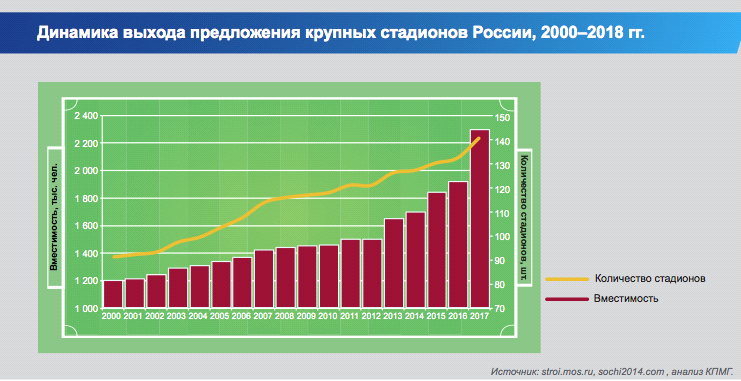 Динамика выхода предложения крупных стадионов России, 2000–2018 гг.
Вместимость, тыс. чел.
2 400
2 200
2 000
1 800
1 600
1 400
1 200
1 000
150
140
130
120
110
100
90
80
70
Количество стадионов, шт.
2000 2001 2002 2003 2004 2005 2006 2007 2008 2009 2010 2011 2012 2013 2014 2015 2016 2017
Количество стадионов
Вместимость
Источник: stroi.mos.ru, sochi2014.com , анализ КПМГ.